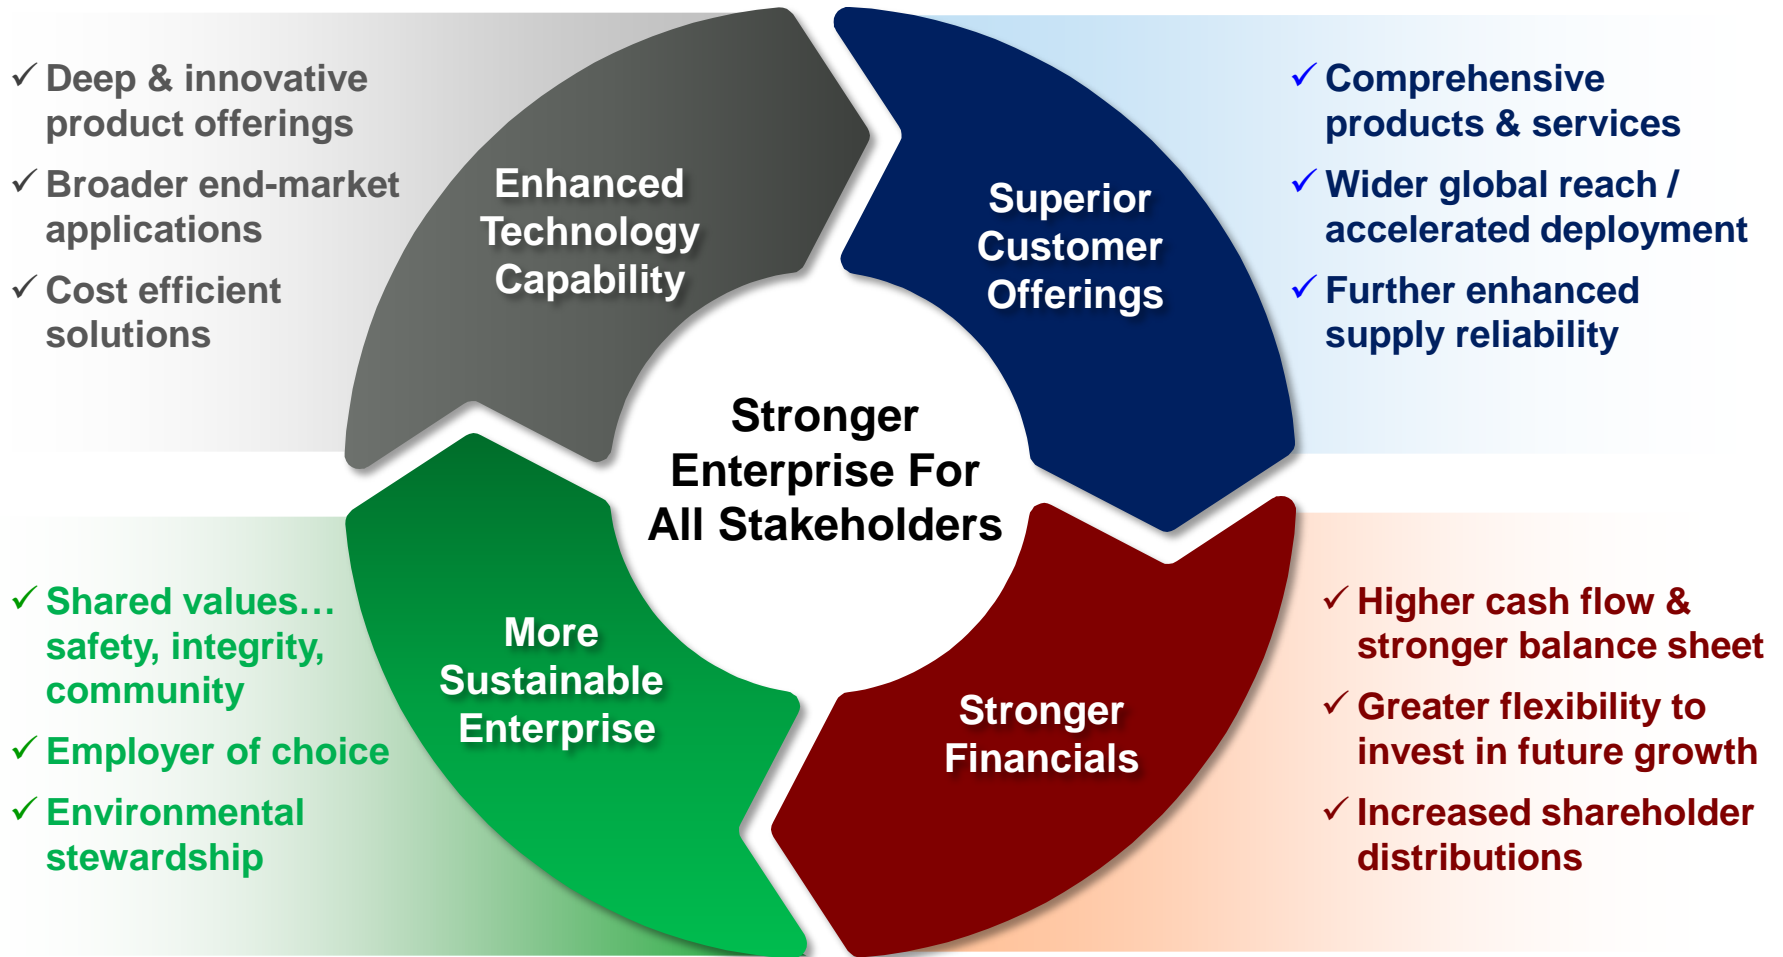 ✓ Deep & innovative
product offerings
✓ Broader end-market
applications
✓ Cost efficient
solutions
Enhanced
Technology
Capability
Superior
Customer
Offerings
✓ Comprehensive
products & services
✓ Wider global reach /
accelerated deployment
✓ Further enhanced
supply reliability
Stronger
Enterprise For
All Stakeholders
✓ Shared values…
safety, integrity,
community
✓ Employer of choice
✓ Environmental
stewardship
More
Sustainable
Enterprise
Stronger
Financials
✓ Higher cash flow &
stronger balance sheet
✓ Greater flexibility to
invest in future growth
✓ Increased shareholder
distributions